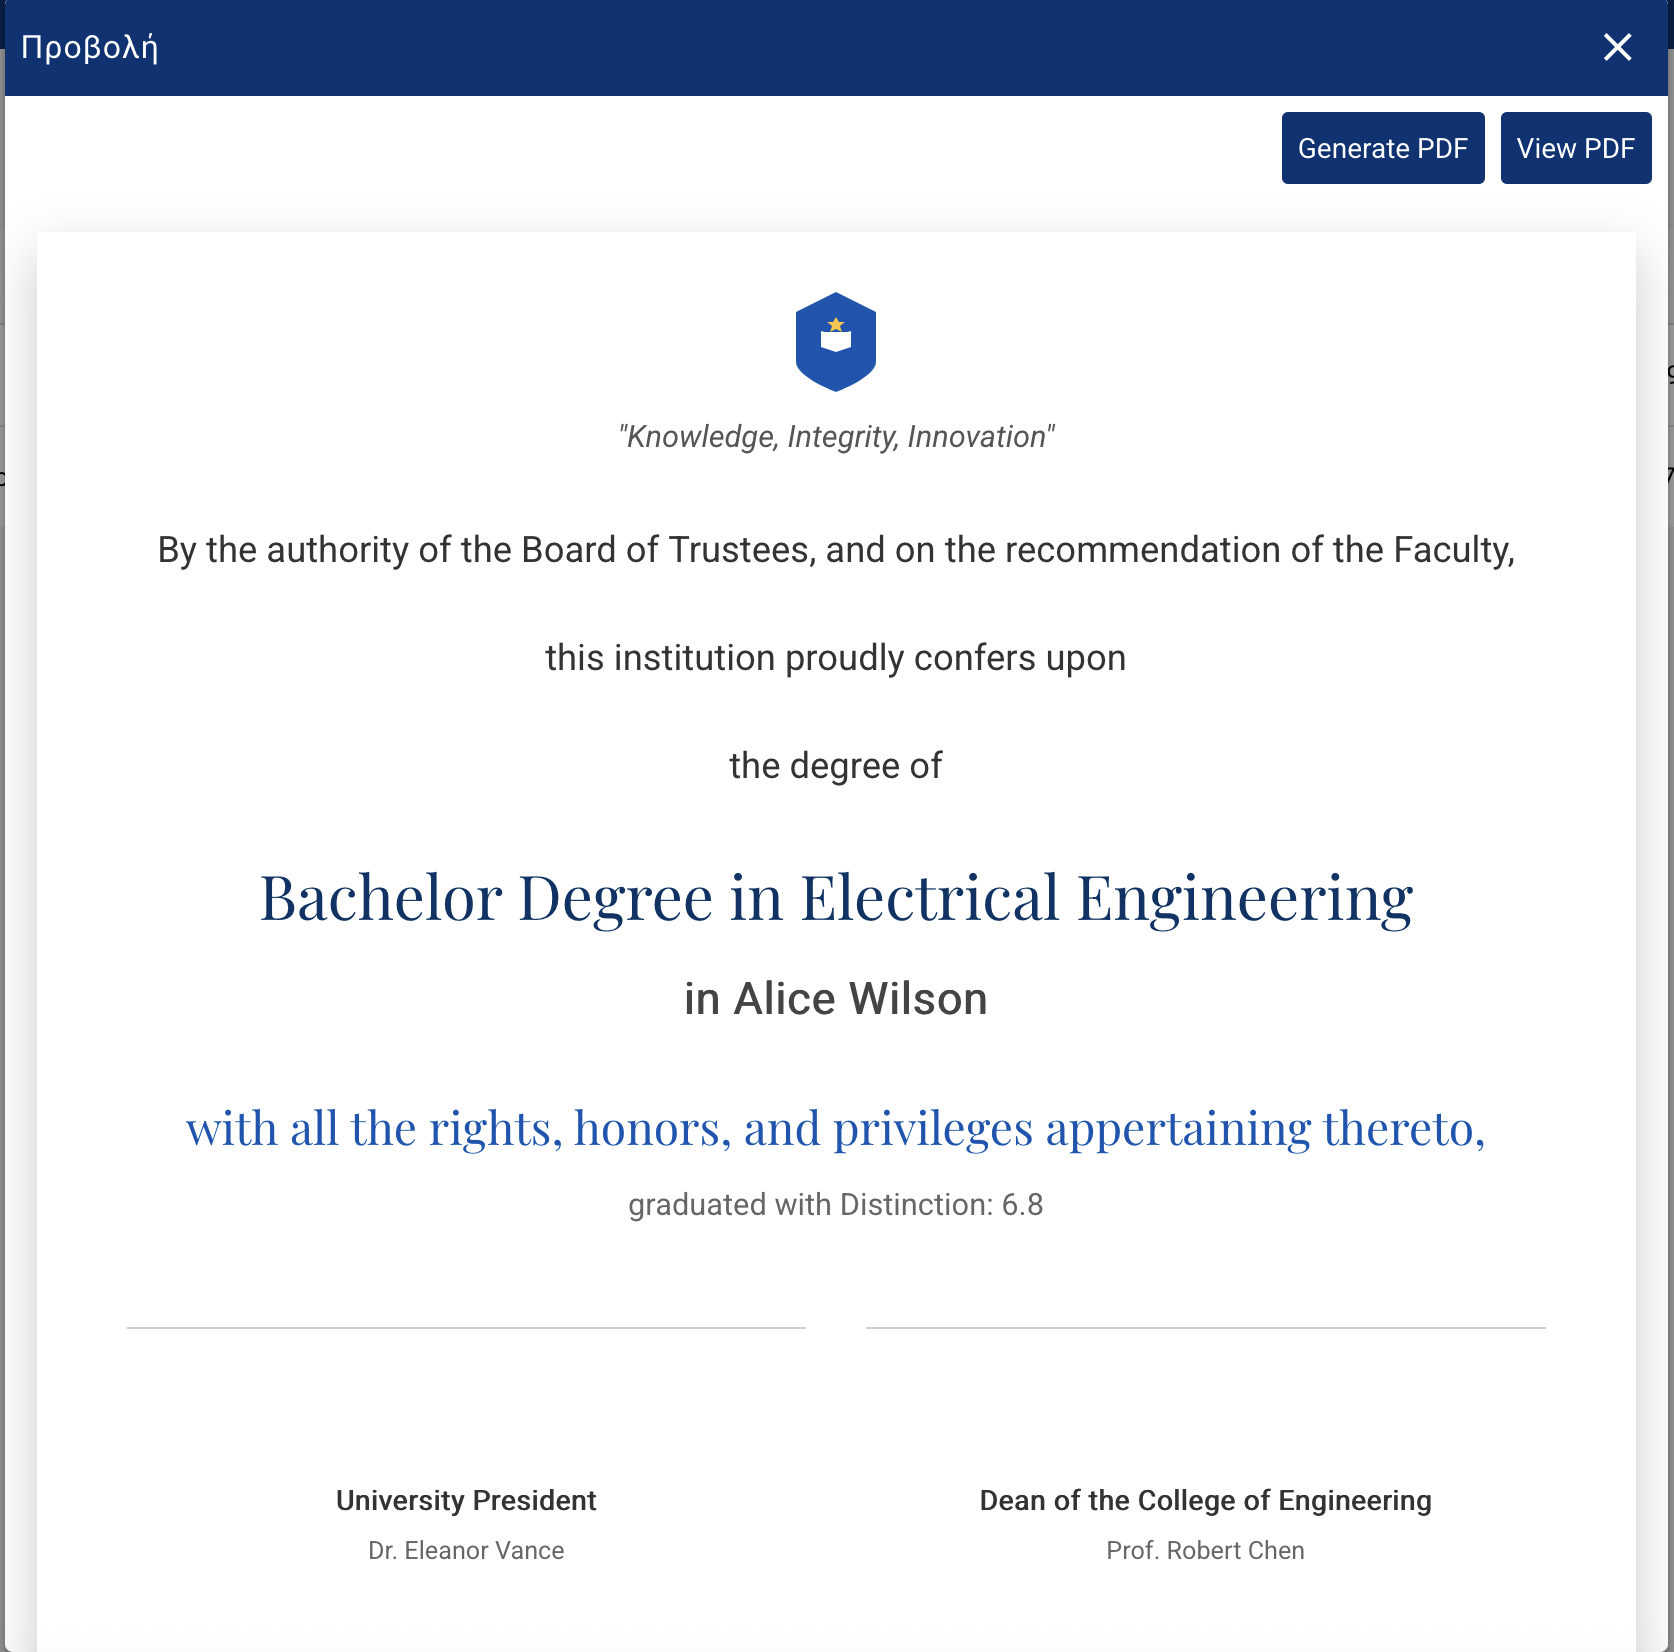 Προβολή
Generate PDF
View PDF
"Knowledge, Integrity, Innovation"
By the authority of the Board of Trustees, and on the recommendation of the Faculty,
this institution proudly confers upon
the degree of
Bachelor Degree in Electrical Engineering
in Alice Wilson
with all the rights, honors, and privileges appertaining thereto,
graduated with Distinction: 6.8
University President
Dr. Eleanor Vance
Dean of the College of Engineering
Prof. Robert Chen